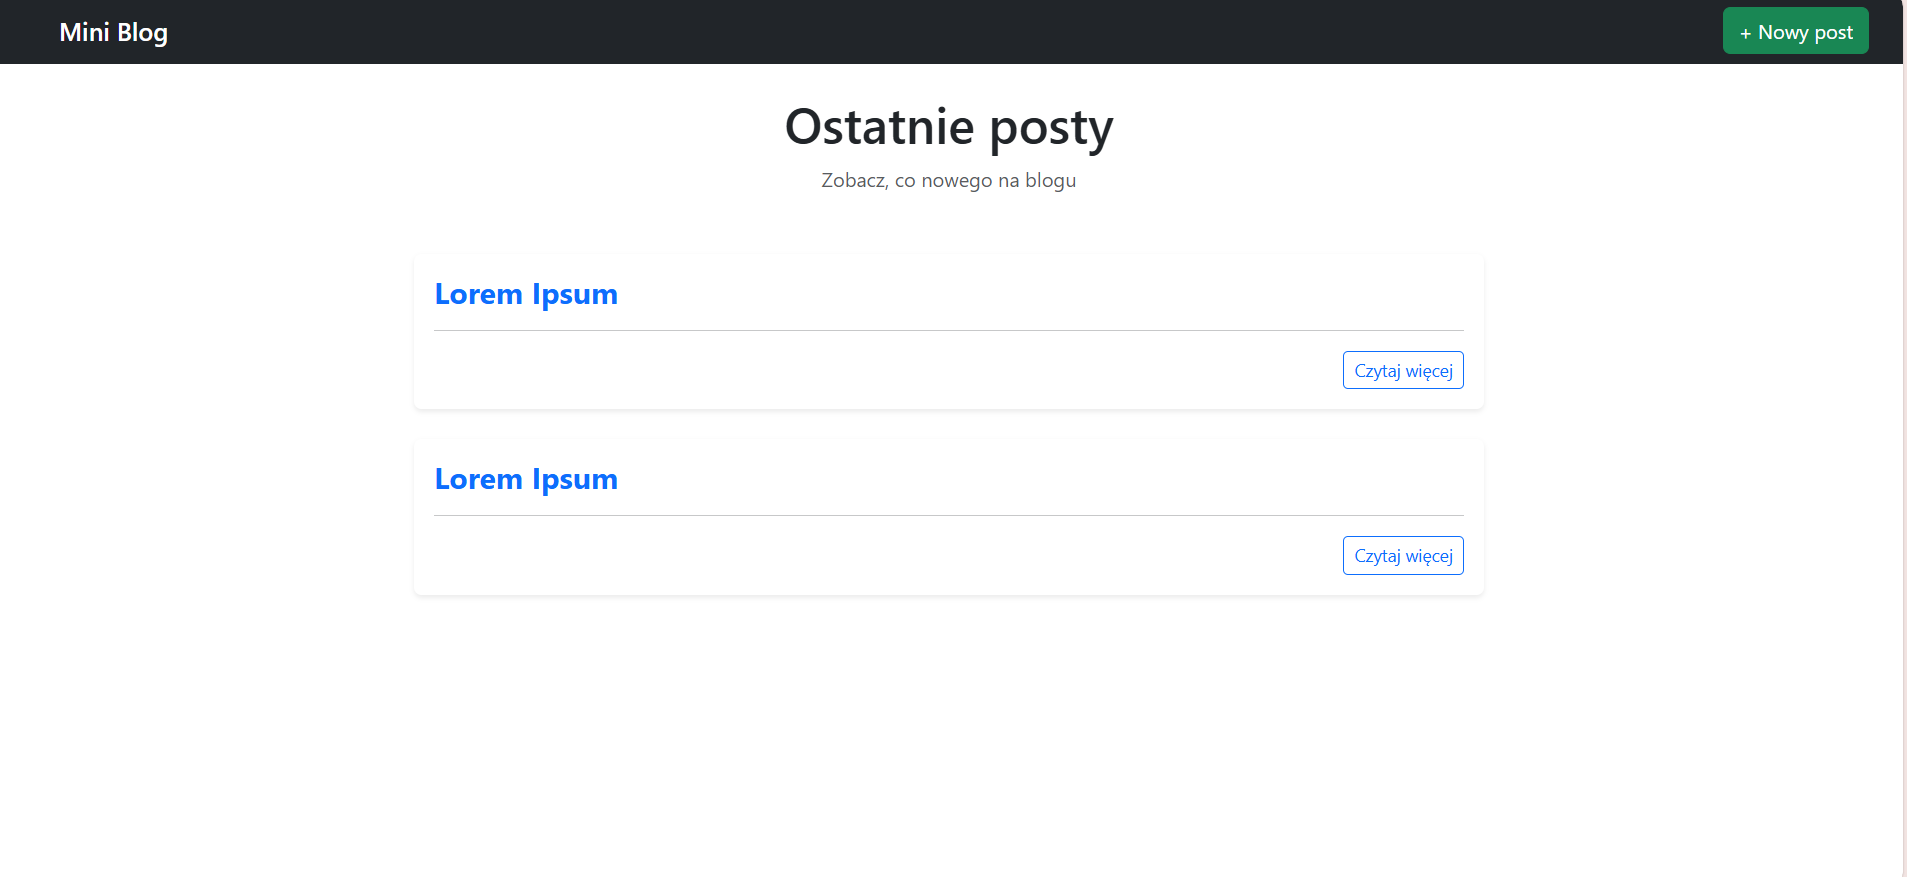 Mini Blog
+ Nowy post
Ostatnie posty
Zobacz, co nowego na blogu
Lorem Ipsum
Czytaj więcej
Lorem Ipsum
Czytaj więcej